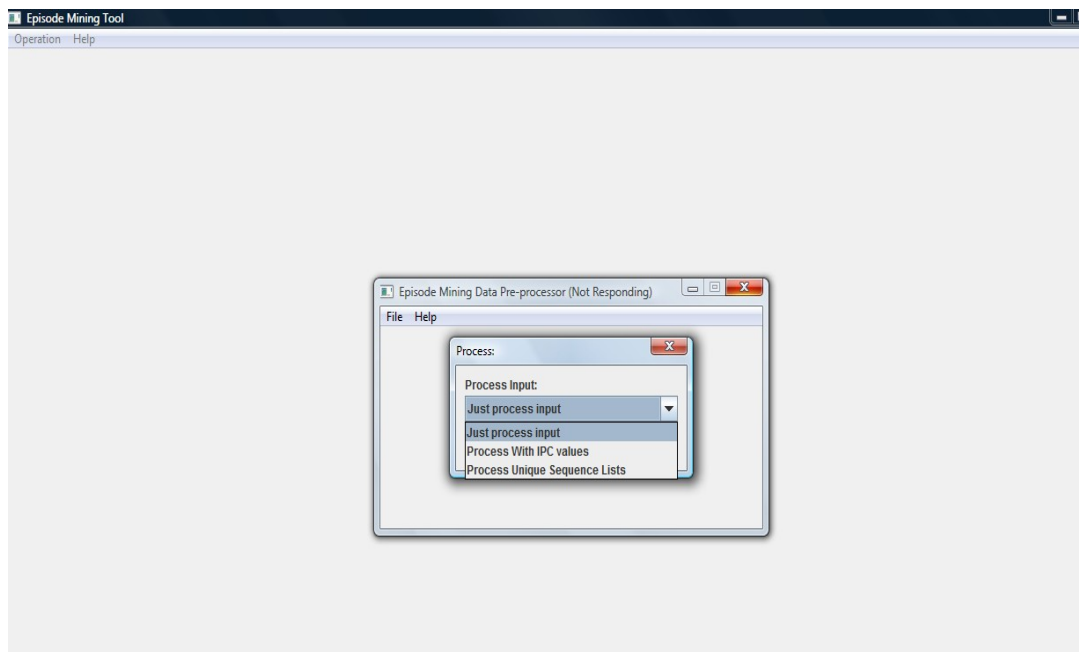 Episode Mining Tool
Operation Help
Episode Mining Data Pre-processor (Not Responding)
File Help
Process:
Process Input:
Just process input
Just process input
Process With IPC values
Process Unique Sequence Lists